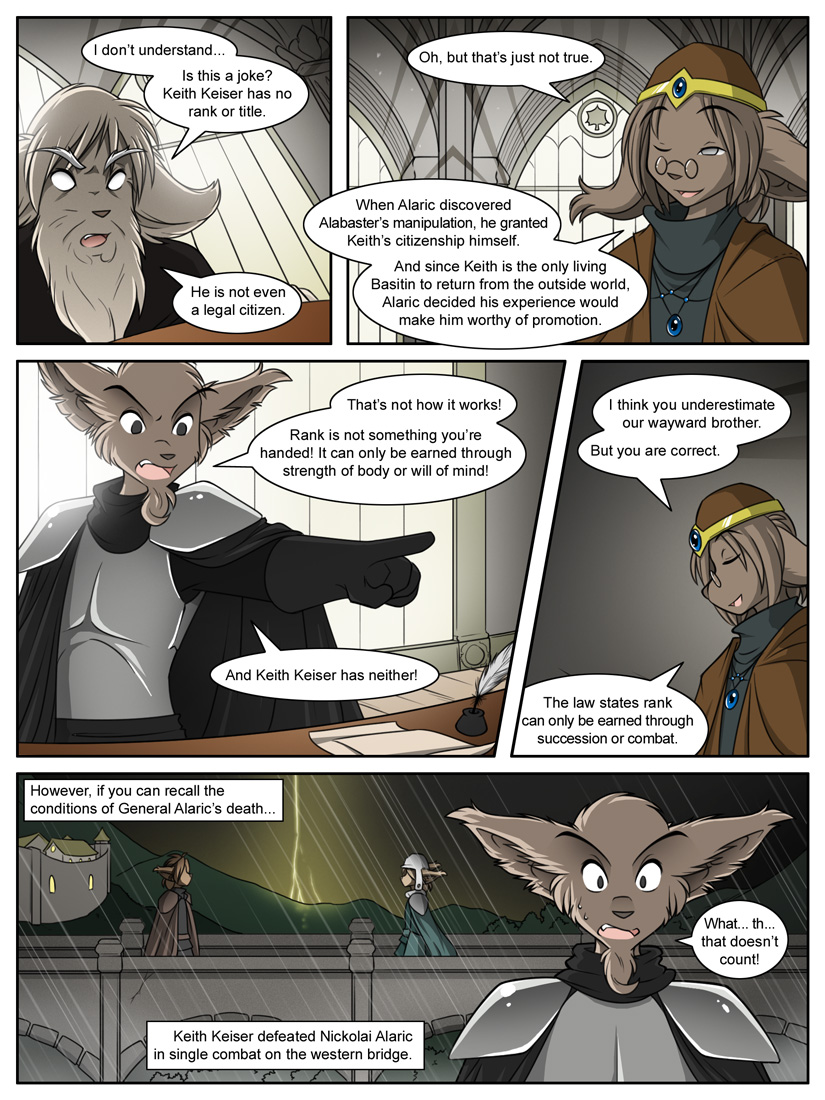 I don't understand...
Is this a joke?
Keith Keiser has no
rank or title.
He is not even
a legal citizen.
Oh, but that's just not true.
When Alaric discovered
Alabaster's manipulation, he granted
Keith's citizenship himself.
And since Keith is the only living
Basitin to return from the outside world,
Alaric decided his experience would
make him worthy of promotion.
That's not how it works!
Rank is not something you're
handed! It can only be earned through
strength of body or will of mind!
And Keith Keiser has neither!
I think you underestimate
our wayward brother.
But you are correct.
The law states rank
can only be earned through
succession or combat.
However, if you can recall the
conditions of General Alaric's death...
What... th...
that doesn't
count!
Keith Keiser defeated Nickolai Alaric
in single combat on the western bridge.